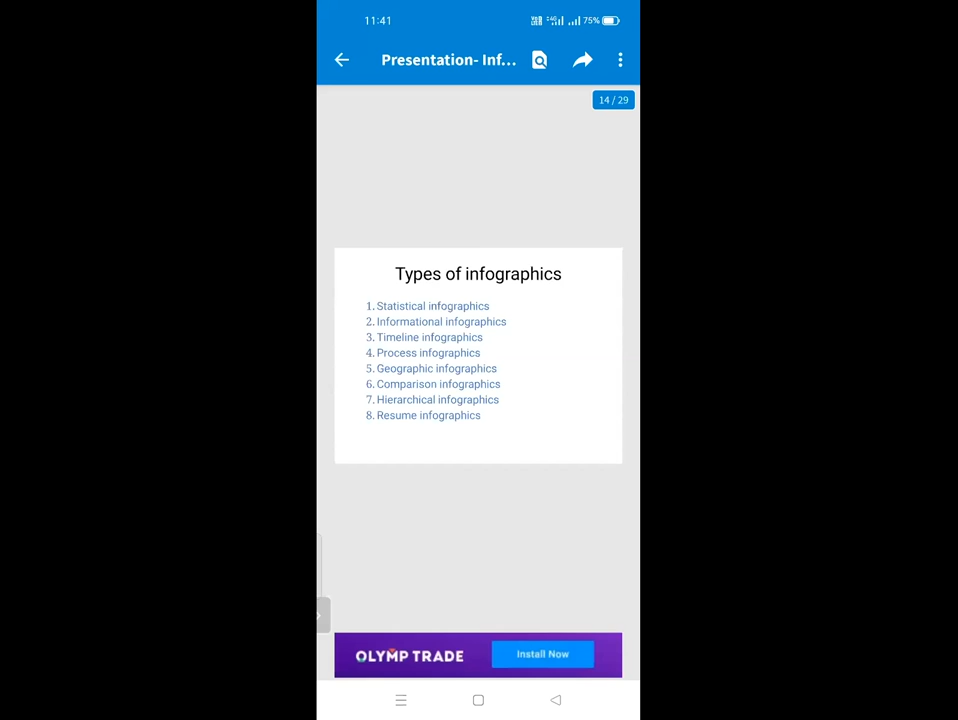 11:41
75%
Presentation- Inf...
14 / 29
Types of infographics
1. Statistical infographics
2. Informational infographics
3. Timeline infographics
4. Process infographics
5. Geographic infographics
6. Comparison infographics
7. Hierarchical infographics
8. Resume infographics
OLYMP TRADE
Install Now